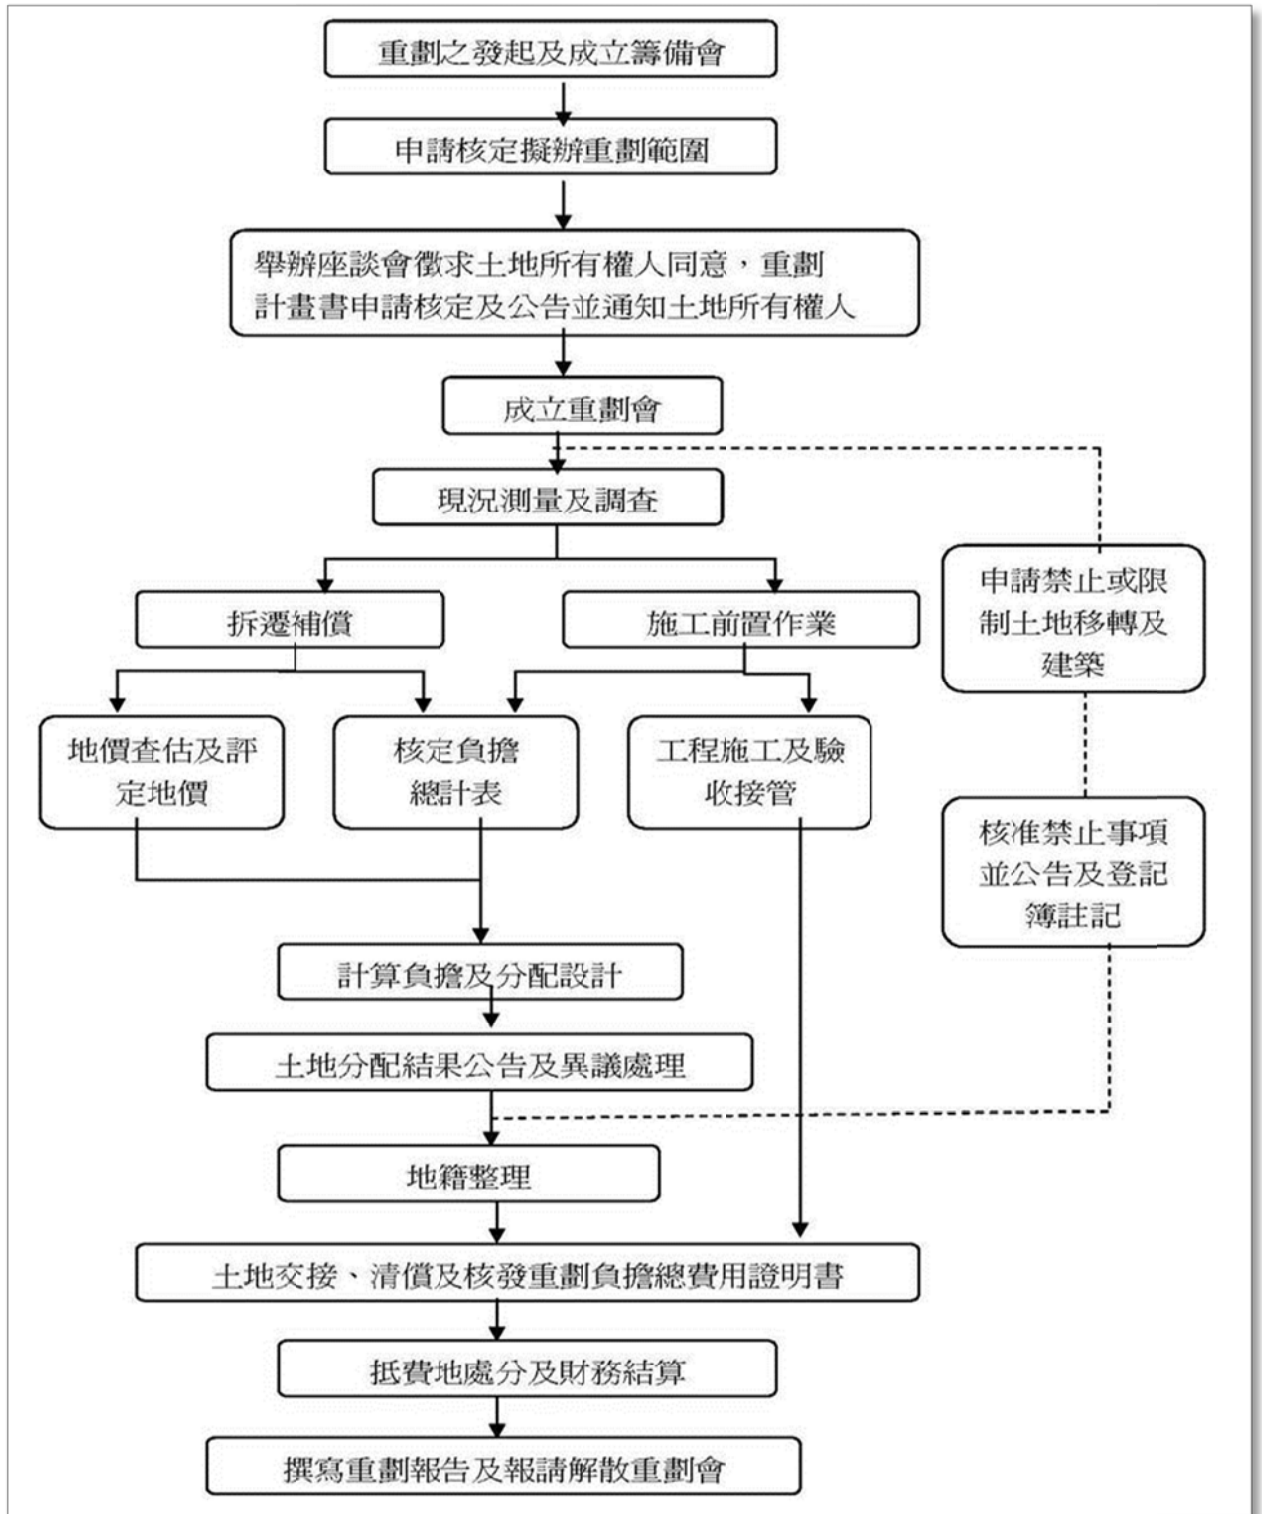 重劃之發起及成立籌備會
申請核定擬辦重劃範圍
舉辦座談會徵求土地所有權人同意，重劃
計畫書申請核定及公告並通知土地所有權人
成立重劃會
現況測量及調查
申請禁止或限
制土地移轉及
建築
拆遷補償
施工前置作業
地價查估及評
定地價
核定負擔
總計表
工程施工及驗
收接管
核准禁止事項
並公告及登記
簿註記
計算負擔及分配設計
土地分配結果公告及異議處理
地籍整理
土地交接、清償及核發重劃負擔總費用證明書
抵費地處分及財務結算
撰寫重劃報告及報請解散重劃會